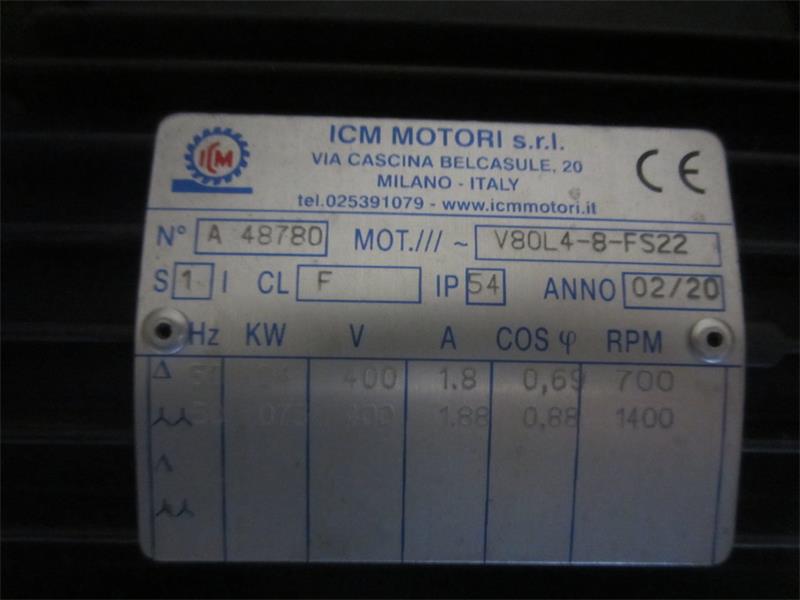 ICM
ICM MOTORI s.r.l.
VIA CASCINA BELCASULE, 20
MILANO - ITALY
tel.025391079 - www.icmmotori.it
CE
N° A 48780 MOT./// ~ V80L4-8-FS22
S 1 I CL F IP 54 ANNO 02/20
Hz KW V A COS φ RPM
Δ 400 1.8 0,69 700
400 1.88 0,88 1400
Δ